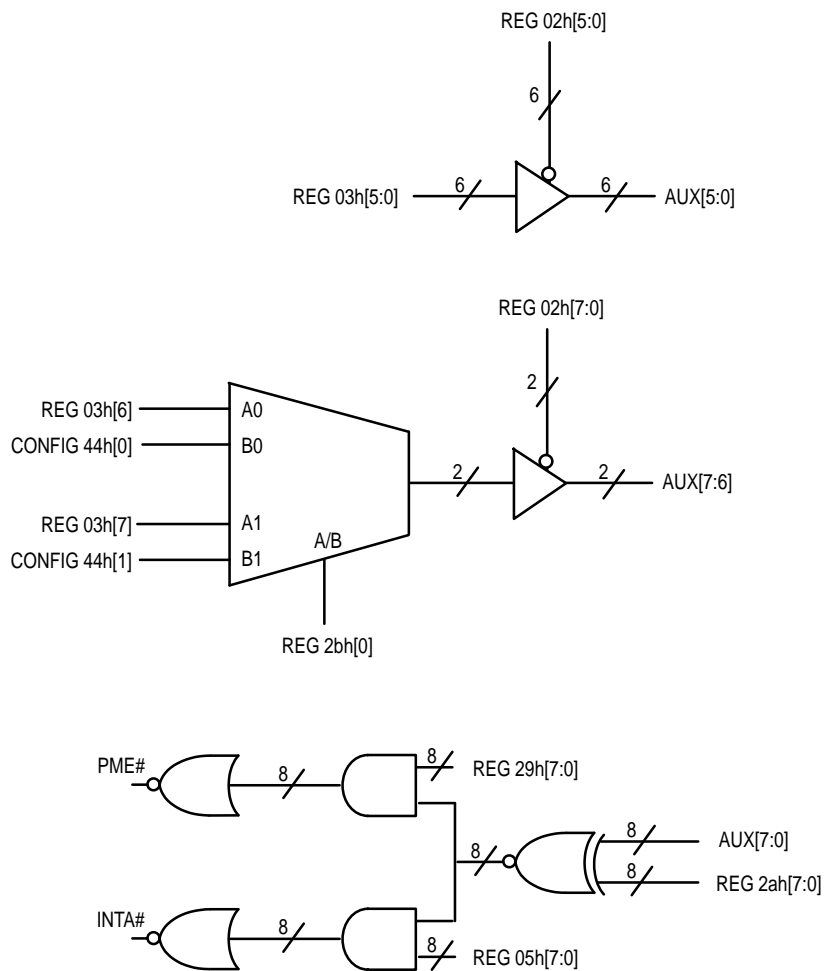 REG 02h[5:0]
6
REG 03h[5:0]
6
6
AUX[5:0]
REG 02h[7:0]
2
REG 03h[6]
A0
CONFIG 44h[0]
B0
2
2
AUX[7:6]
REG 03h[7]
A1
A/B
CONFIG 44h[1]
B1
REG 2bh[0]
PME#
8
8
REG 29h[7:0]
8
8
AUX[7:0]
8
REG 2ah[7:0]
INTA#
8
8
REG 05h[7:0]